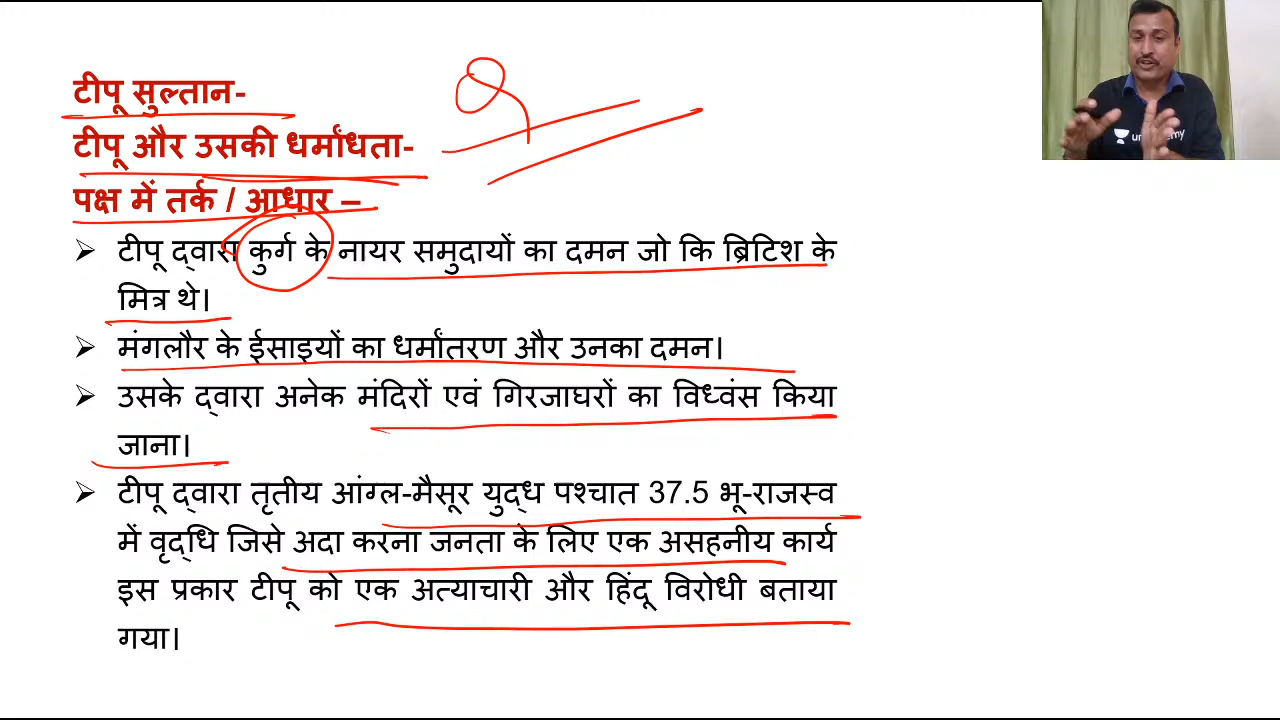 टीपू सुल्तान-
टीपू और उसकी धर्मांधता-
पक्ष में तर्क / आधार –
➢ टीपू द्वारा कुर्ग के नायर समुदायों का दमन जो कि ब्रिटिश के
मित्र थे।
➢ मंगलौर के ईसाइयों का धर्मांतरण और उनका दमन।
➢ उसके द्वारा अनेक मंदिरों एवं गिरजाघरों का विध्वंस किया
जाना।
➢ टीपू द्वारा तृतीय आंग्ल-मैसूर युद्ध पश्चात 37.5 भू-राजस्व
में वृद्धि जिसे अदा करना जनता के लिए एक असहनीय कार्य
इस प्रकार टीपू को एक अत्याचारी और हिंदू विरोधी बताया
गया।